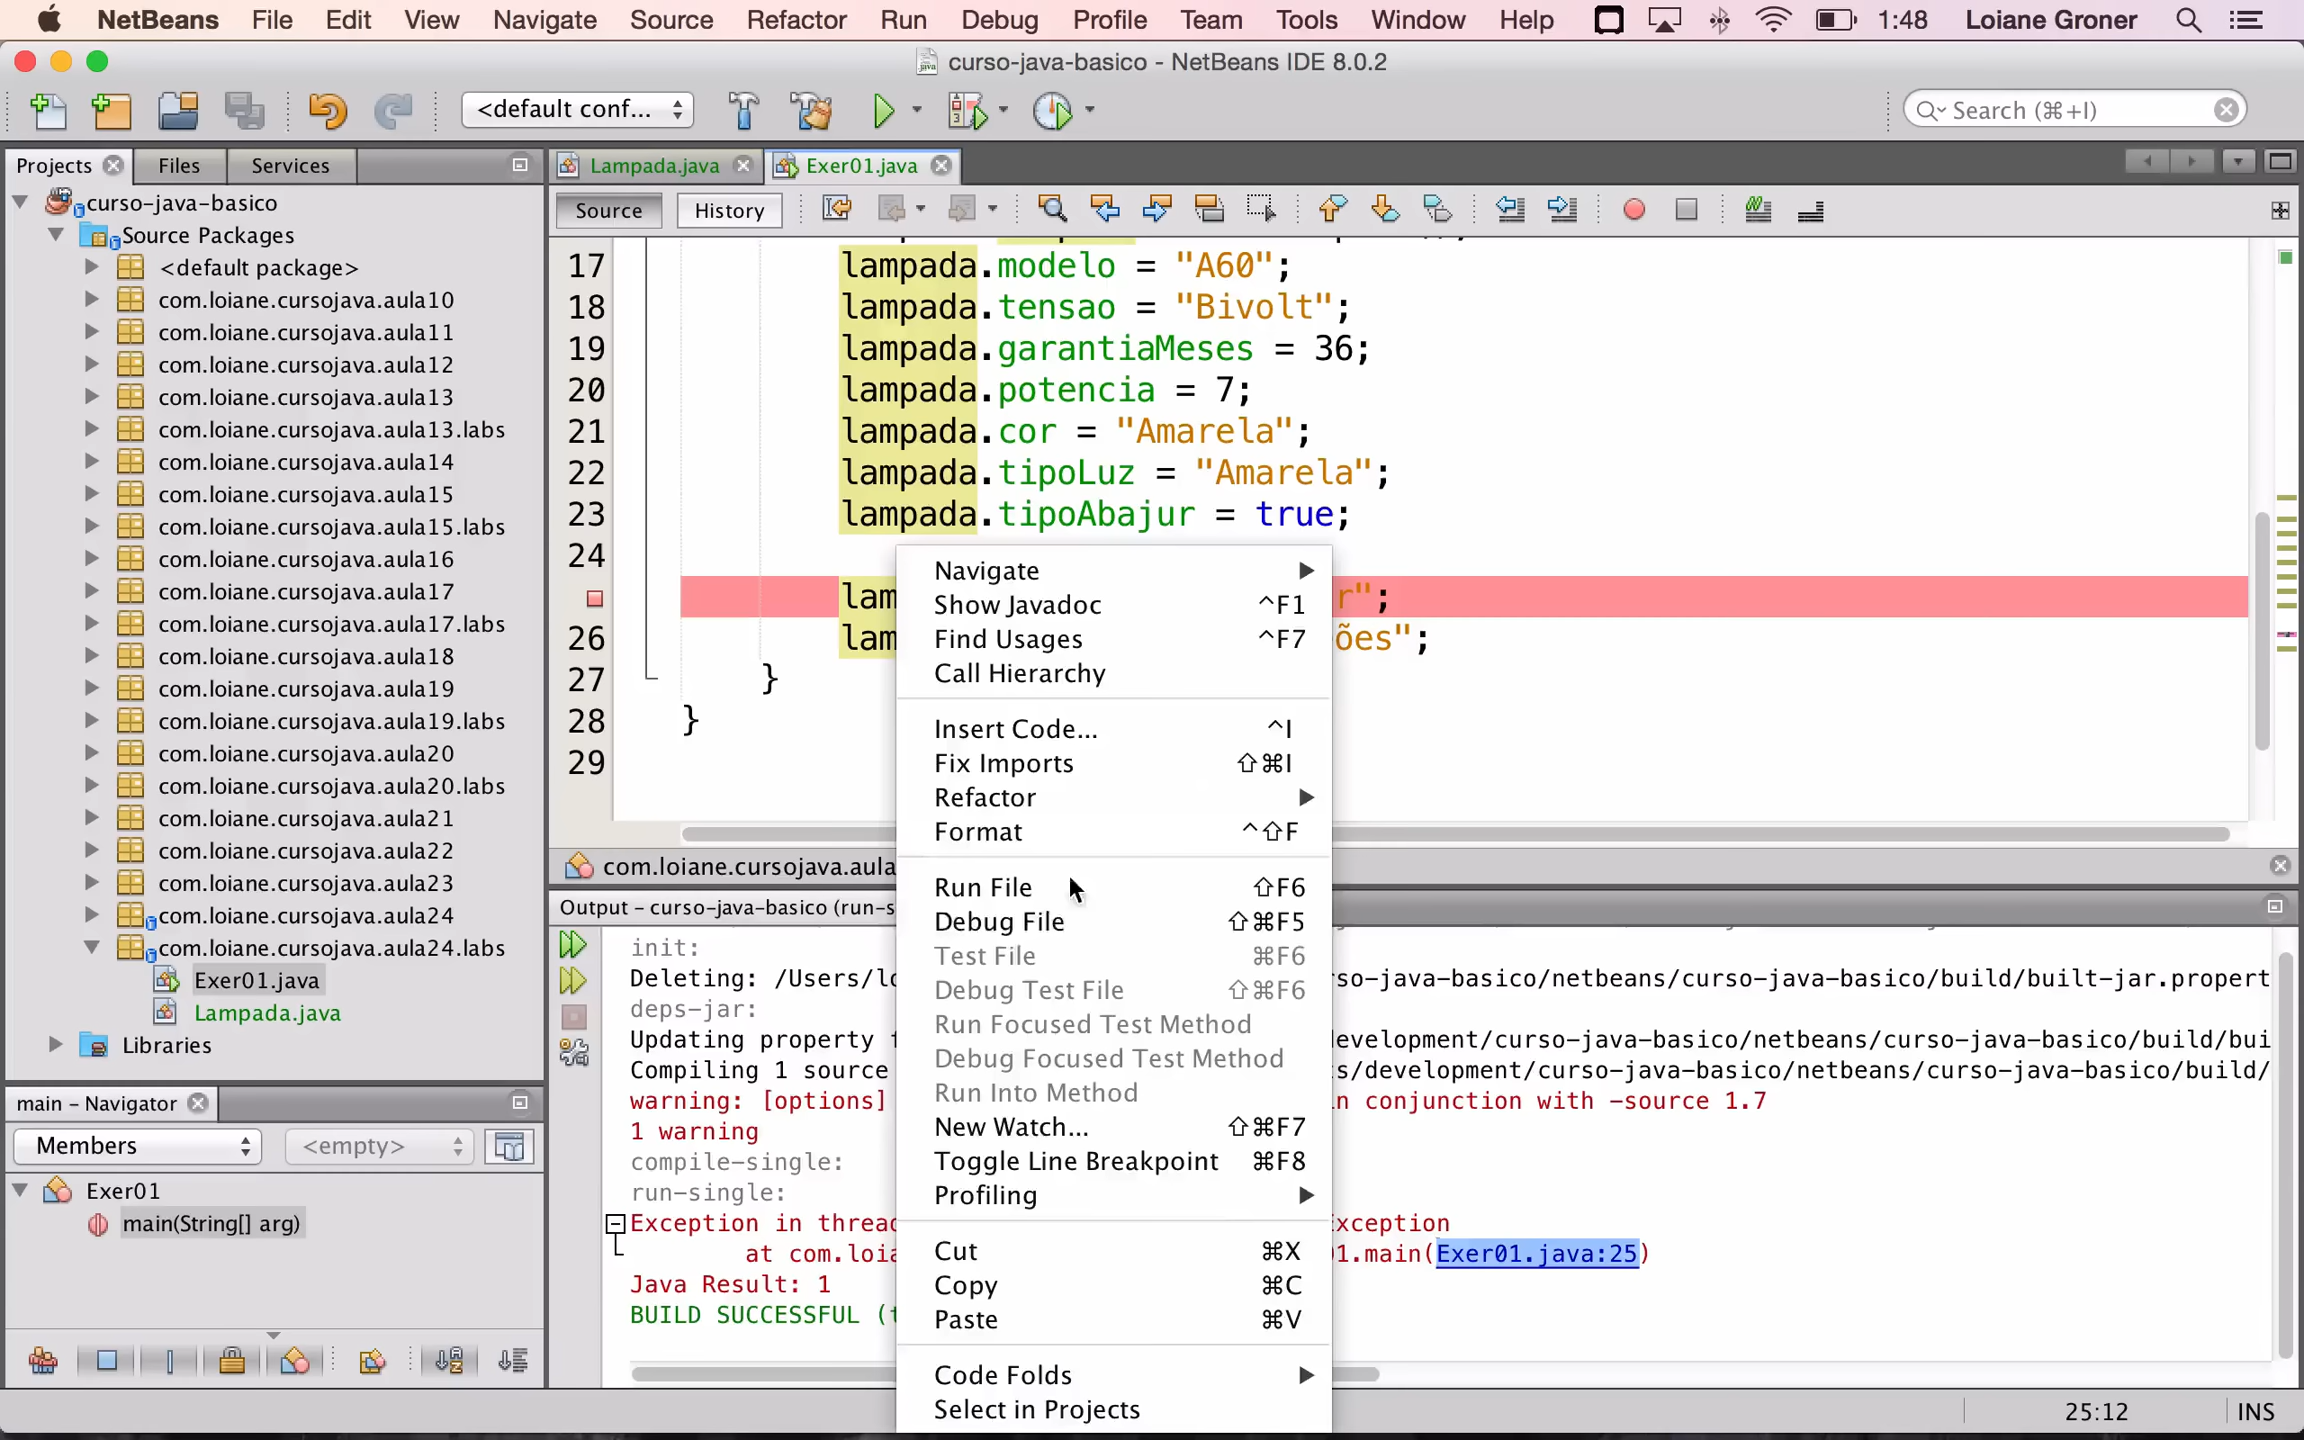 NetBeans File Edit View Navigate Source Refactor Run Debug Profile Team Tools Window Help 1:48 Loiane Groner
curso-java-basico - NetBeans IDE 8.0.2
<default conf... Search (⌘+I)
Projects Files Services
curso-java-basico
Source Packages
<default package>
com.loiane.cursojava.aula10
com.loiane.cursojava.aula11
com.loiane.cursojava.aula12
com.loiane.cursojava.aula13
com.loiane.cursojava.aula13.labs
com.loiane.cursojava.aula14
com.loiane.cursojava.aula15
com.loiane.cursojava.aula15.labs
com.loiane.cursojava.aula16
com.loiane.cursojava.aula17
com.loiane.cursojava.aula17.labs
com.loiane.cursojava.aula18
com.loiane.cursojava.aula19
com.loiane.cursojava.aula19.labs
com.loiane.cursojava.aula20
com.loiane.cursojava.aula20.labs
com.loiane.cursojava.aula21
com.loiane.cursojava.aula22
com.loiane.cursojava.aula23
com.loiane.cursojava.aula24
com.loiane.cursojava.aula24.labs
Exer01.java
Lampada.java
Libraries
main - Navigator
Members <empty>
Exer01
main(String[] arg)
Lampada.java Exer01.java
Source History
17 lampada.modelo = "A60";
18 lampada.tensao = "Bivolt";
19 lampada.garantiaMeses = 36;
20 lampada.potencia = 7;
21 lampada.cor = "Amarela";
22 lampada.tipoLuz = "Amarela";
23 lampada.tipoAbajur = true;
24
lam r";
26 lam ões";
27 }
28 }
29
com.loiane.cursojava.aula
Output - curso-java-basico (run-s
init:
Deleting: /Users/lo so-java-basico/netbeans/curso-java-basico/build/built-jar.propert
deps-jar:
Updating property f evelopment/curso-java-basico/netbeans/curso-java-basico/build/bui
Compiling 1 source s/development/curso-java-basico/netbeans/curso-java-basico/build/
warning: [options] n conjunction with -source 1.7
1 warning
compile-single:
run-single:
Exception in threa xception
at com.loia 1.main(Exer01.java:25)
Java Result: 1
BUILD SUCCESSFUL (t
Navigate
Show Javadoc ^F1
Find Usages ^F7
Call Hierarchy
Insert Code... ^I
Fix Imports ⇧⌘I
Refactor
Format ^⇧F
Run File ⇧F6
Debug File ⇧⌘F5
Test File ⌘F6
Debug Test File ⇧⌘F6
Run Focused Test Method
Debug Focused Test Method
Run Into Method
New Watch... ⇧⌘F7
Toggle Line Breakpoint ⌘F8
Profiling
Cut ⌘X
Copy ⌘C
Paste ⌘V
Code Folds
Select in Projects
25:12 INS